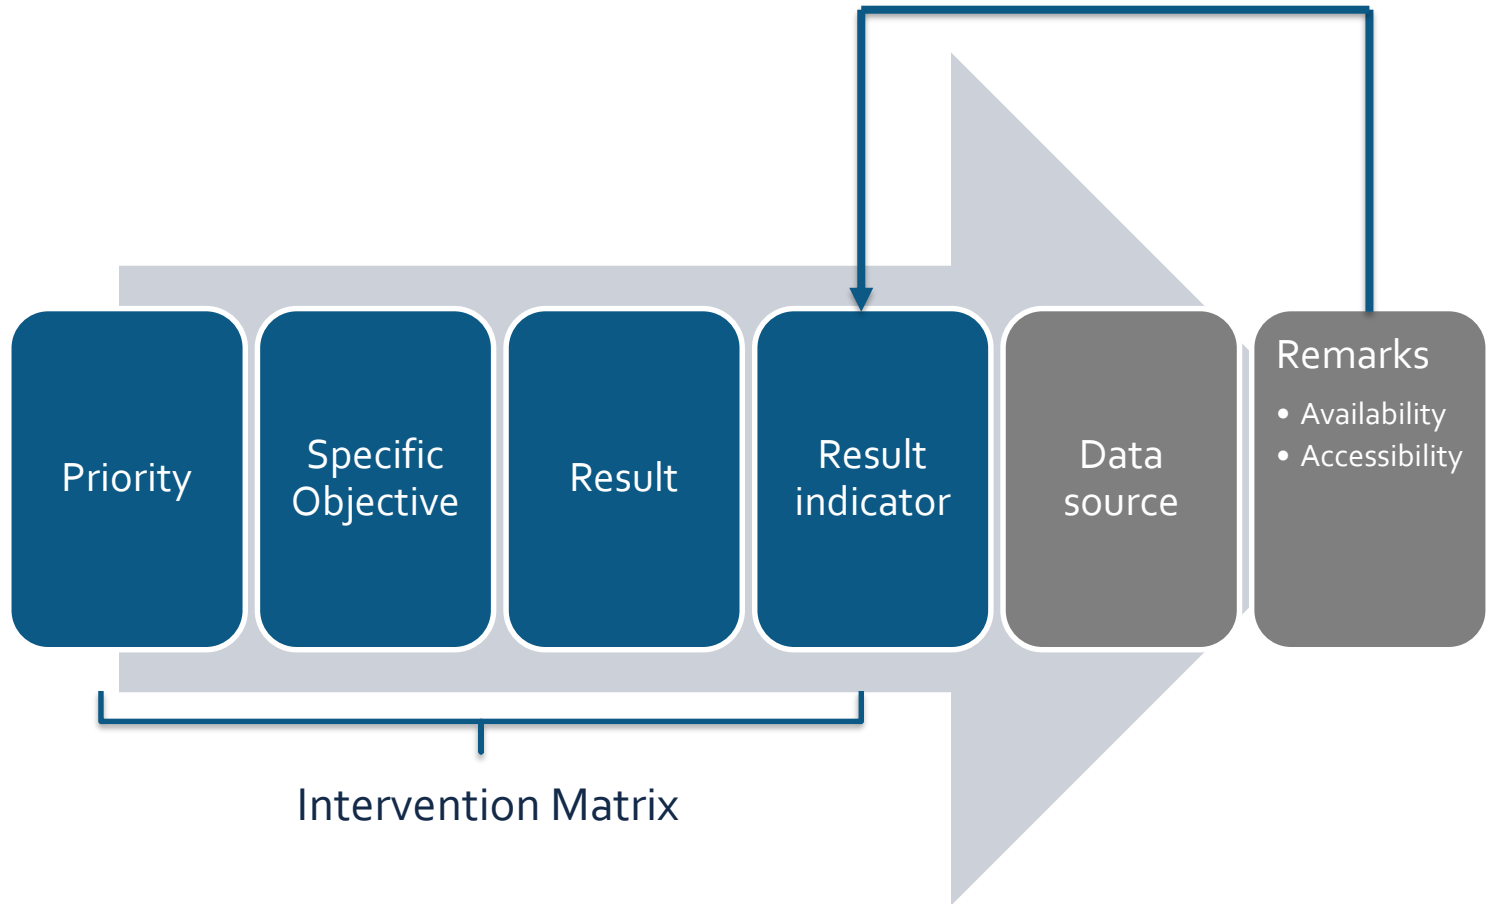 Priority
Specific
Objective
Result
Result
indicator
Data
source
Remarks
• Availability
• Accessibility
Intervention Matrix